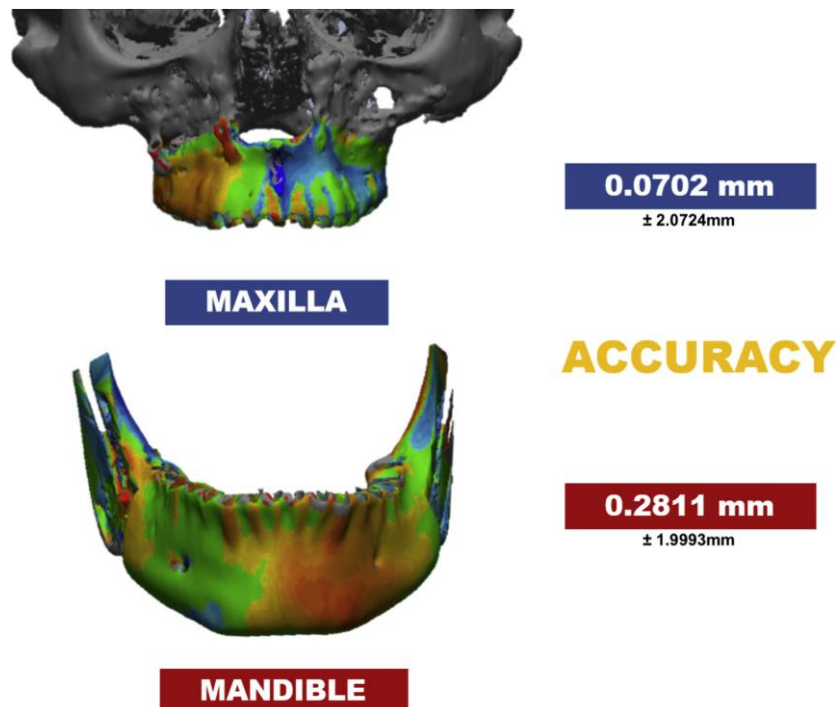 0.0702 mm
± 2.0724mm
MAXILLA
ACCURACY
0.2811 mm
± 1.9993mm
MANDIBLE